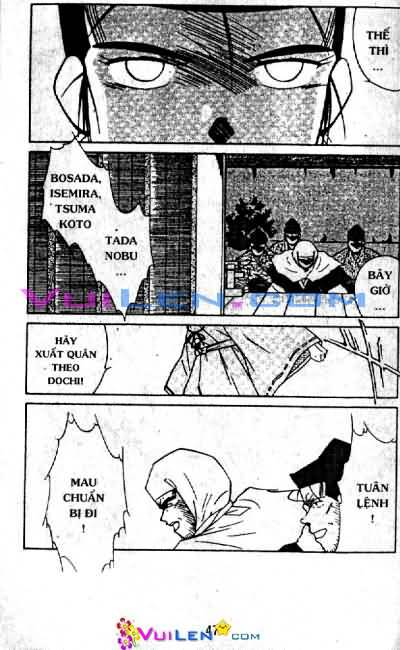 THẾ
THÌ
...
BÂY
GIỜ
...
BOSADA,
ISEMIRA,
TSUMA
KOTO
TADA
NOBU
...
VUILEN.COM
HÃY
XUẤT QUÂN
THEO
DOCHI!
TUÂN
LỆNH
!
MAU
CHUẨN
BỊ ĐI
!
VUILEN.COM